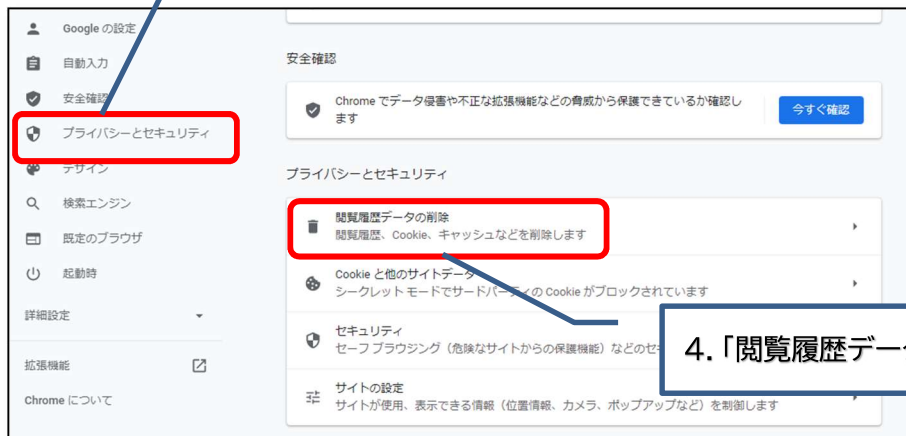 Google の設定
自動入力
安全確認
プライバシーとセキュリティ
デザイン
検索エンジン
既定のブラウザ
起動時
詳細設定
拡張機能
Chrome について
安全確認
Chrome でデータ侵害や不正な拡張機能などの脅威から保護できているか確認し
ます
今すぐ確認
プライバシーとセキュリティ
閲覧履歴データの削除
閲覧履歴、Cookie、キャッシュなどを削除します
Cookie と他のサイトデータ
シークレット モードでサードパーティの Cookie がブロックされています
セキュリティ
セーフ ブラウジング（危険なサイトからの保護機能）などのセ
4.「閲覧履歴デー
サイトの設定
サイトが使用、表示できる情報（位置情報、カメラ、ポップアップなど）を制御します